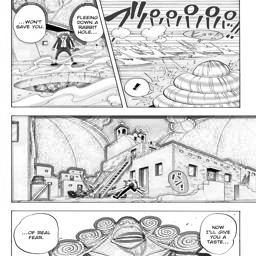 !
FLEEING
DOWN A
RABBIT
HOLE...
...WON'T
SAVE YOU.
NOW
I'LL GIVE
YOU A
TASTE...
...OF REAL
FEAR.